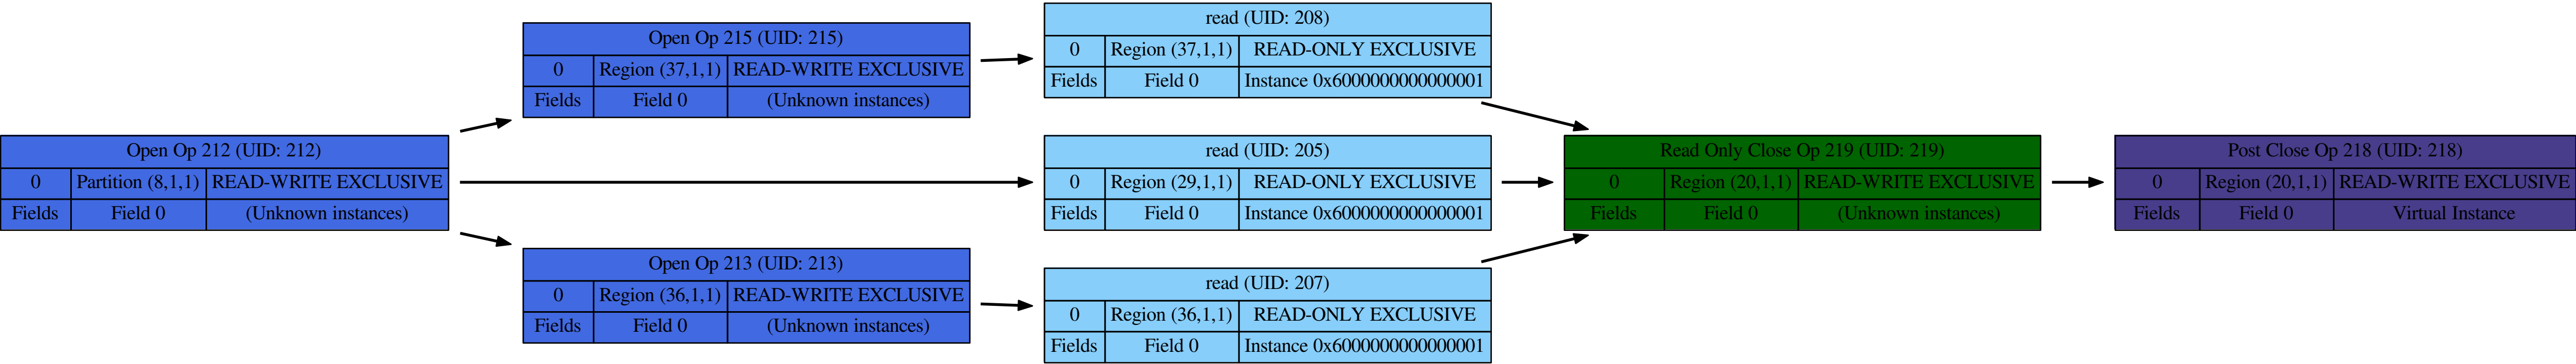 Open Op 212 (UID: 212)
0 Partition (8,1,1) READ-WRITE EXCLUSIVE
Fields Field 0 (Unknown instances)
Open Op 215 (UID: 215)
0 Region (37,1,1) READ-WRITE EXCLUSIVE
Fields Field 0 (Unknown instances)
Open Op 213 (UID: 213)
0 Region (36,1,1) READ-WRITE EXCLUSIVE
Fields Field 0 (Unknown instances)
read (UID: 208)
0 Region (37,1,1) READ-ONLY EXCLUSIVE
Fields Field 0 Instance 0x6000000000000001
read (UID: 205)
0 Region (29,1,1) READ-ONLY EXCLUSIVE
Fields Field 0 Instance 0x6000000000000001
read (UID: 207)
0 Region (36,1,1) READ-ONLY EXCLUSIVE
Fields Field 0 Instance 0x6000000000000001
Read Only Close Op 219 (UID: 219)
0 Region (20,1,1) READ-WRITE EXCLUSIVE
Fields Field 0 (Unknown instances)
Post Close Op 218 (UID: 218)
0 Region (20,1,1) READ-WRITE EXCLUSIVE
Fields Field 0 Virtual Instance